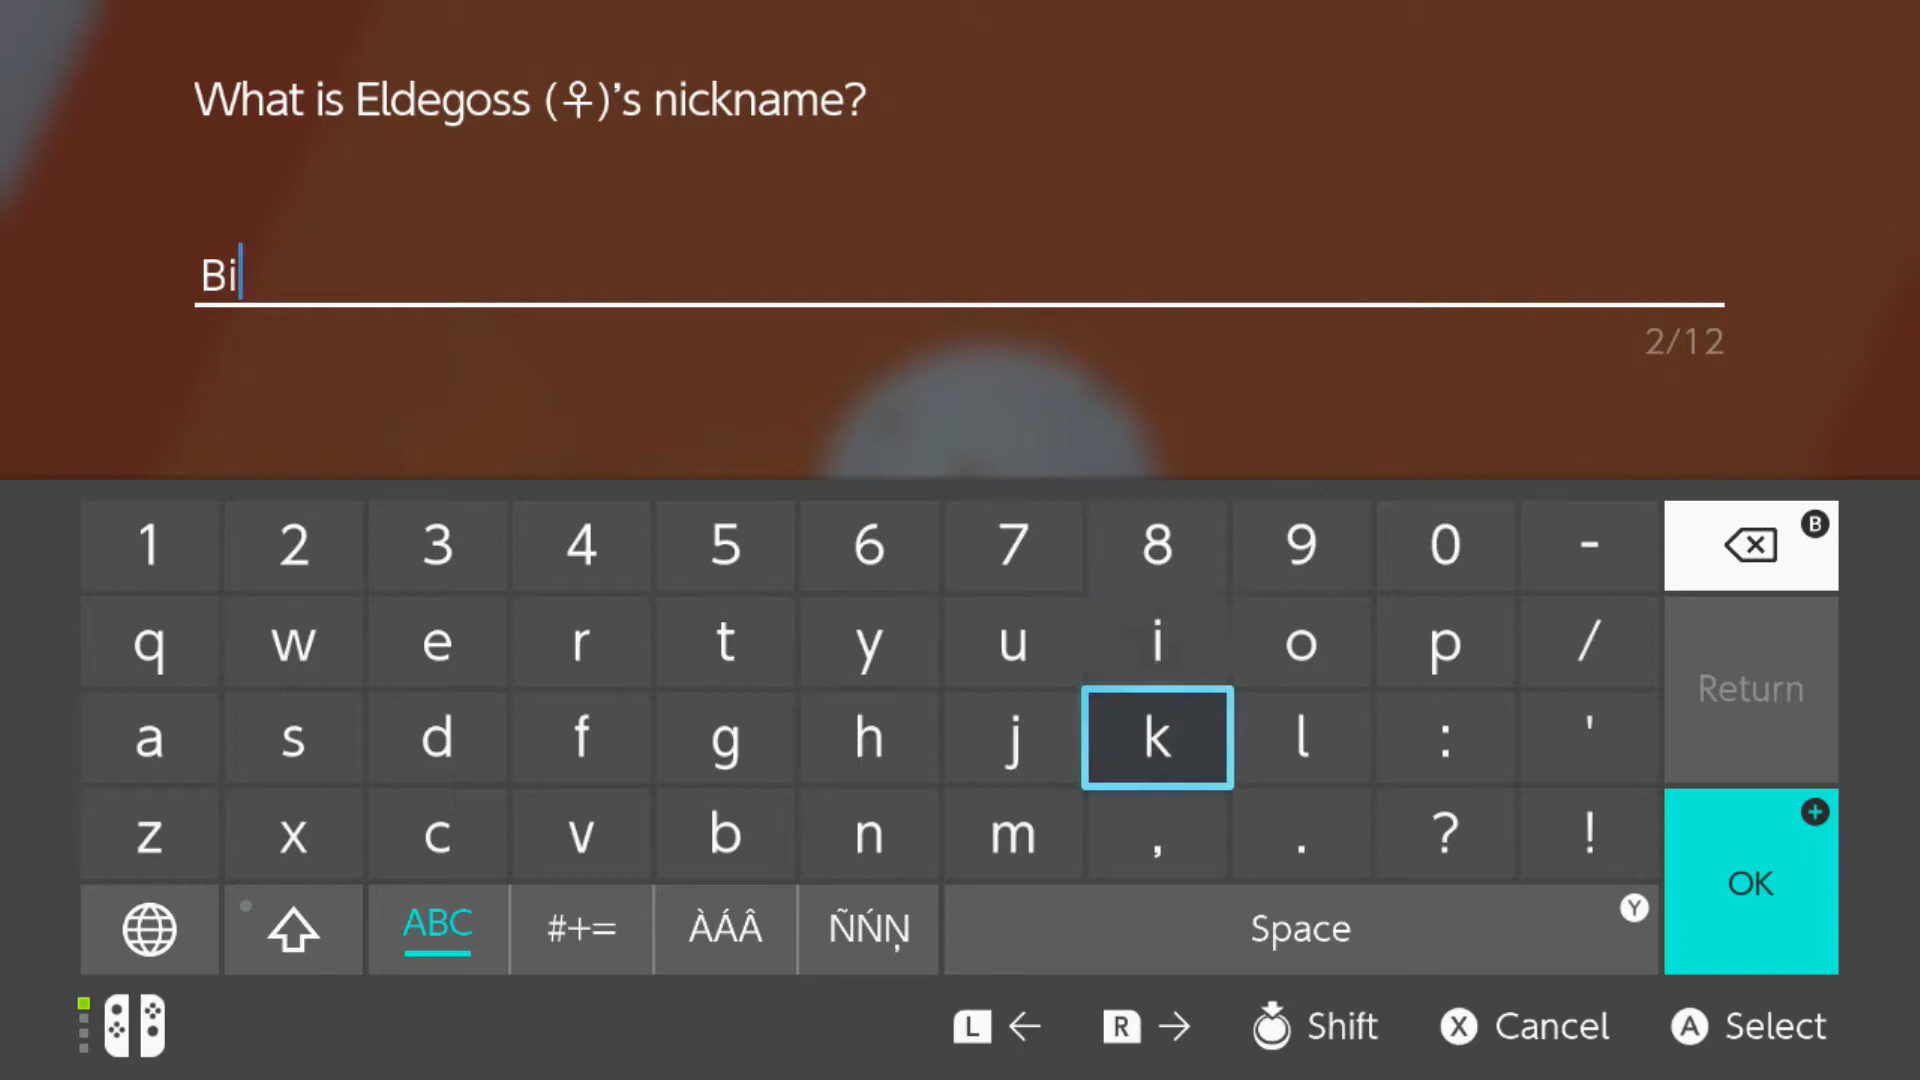 What is Eldegoss (♀)’s nickname?
Bi
2/12
1 2 3 4 5 6 7 8 9 0 - B
q w e r t y u i o p / Return
a s d f g h j k l : '
z x c v b n m , . ? ! + OK
ABC #+= ÀÁÂ ÑŃŅ Space Y
L ← R → Shift X Cancel A Select